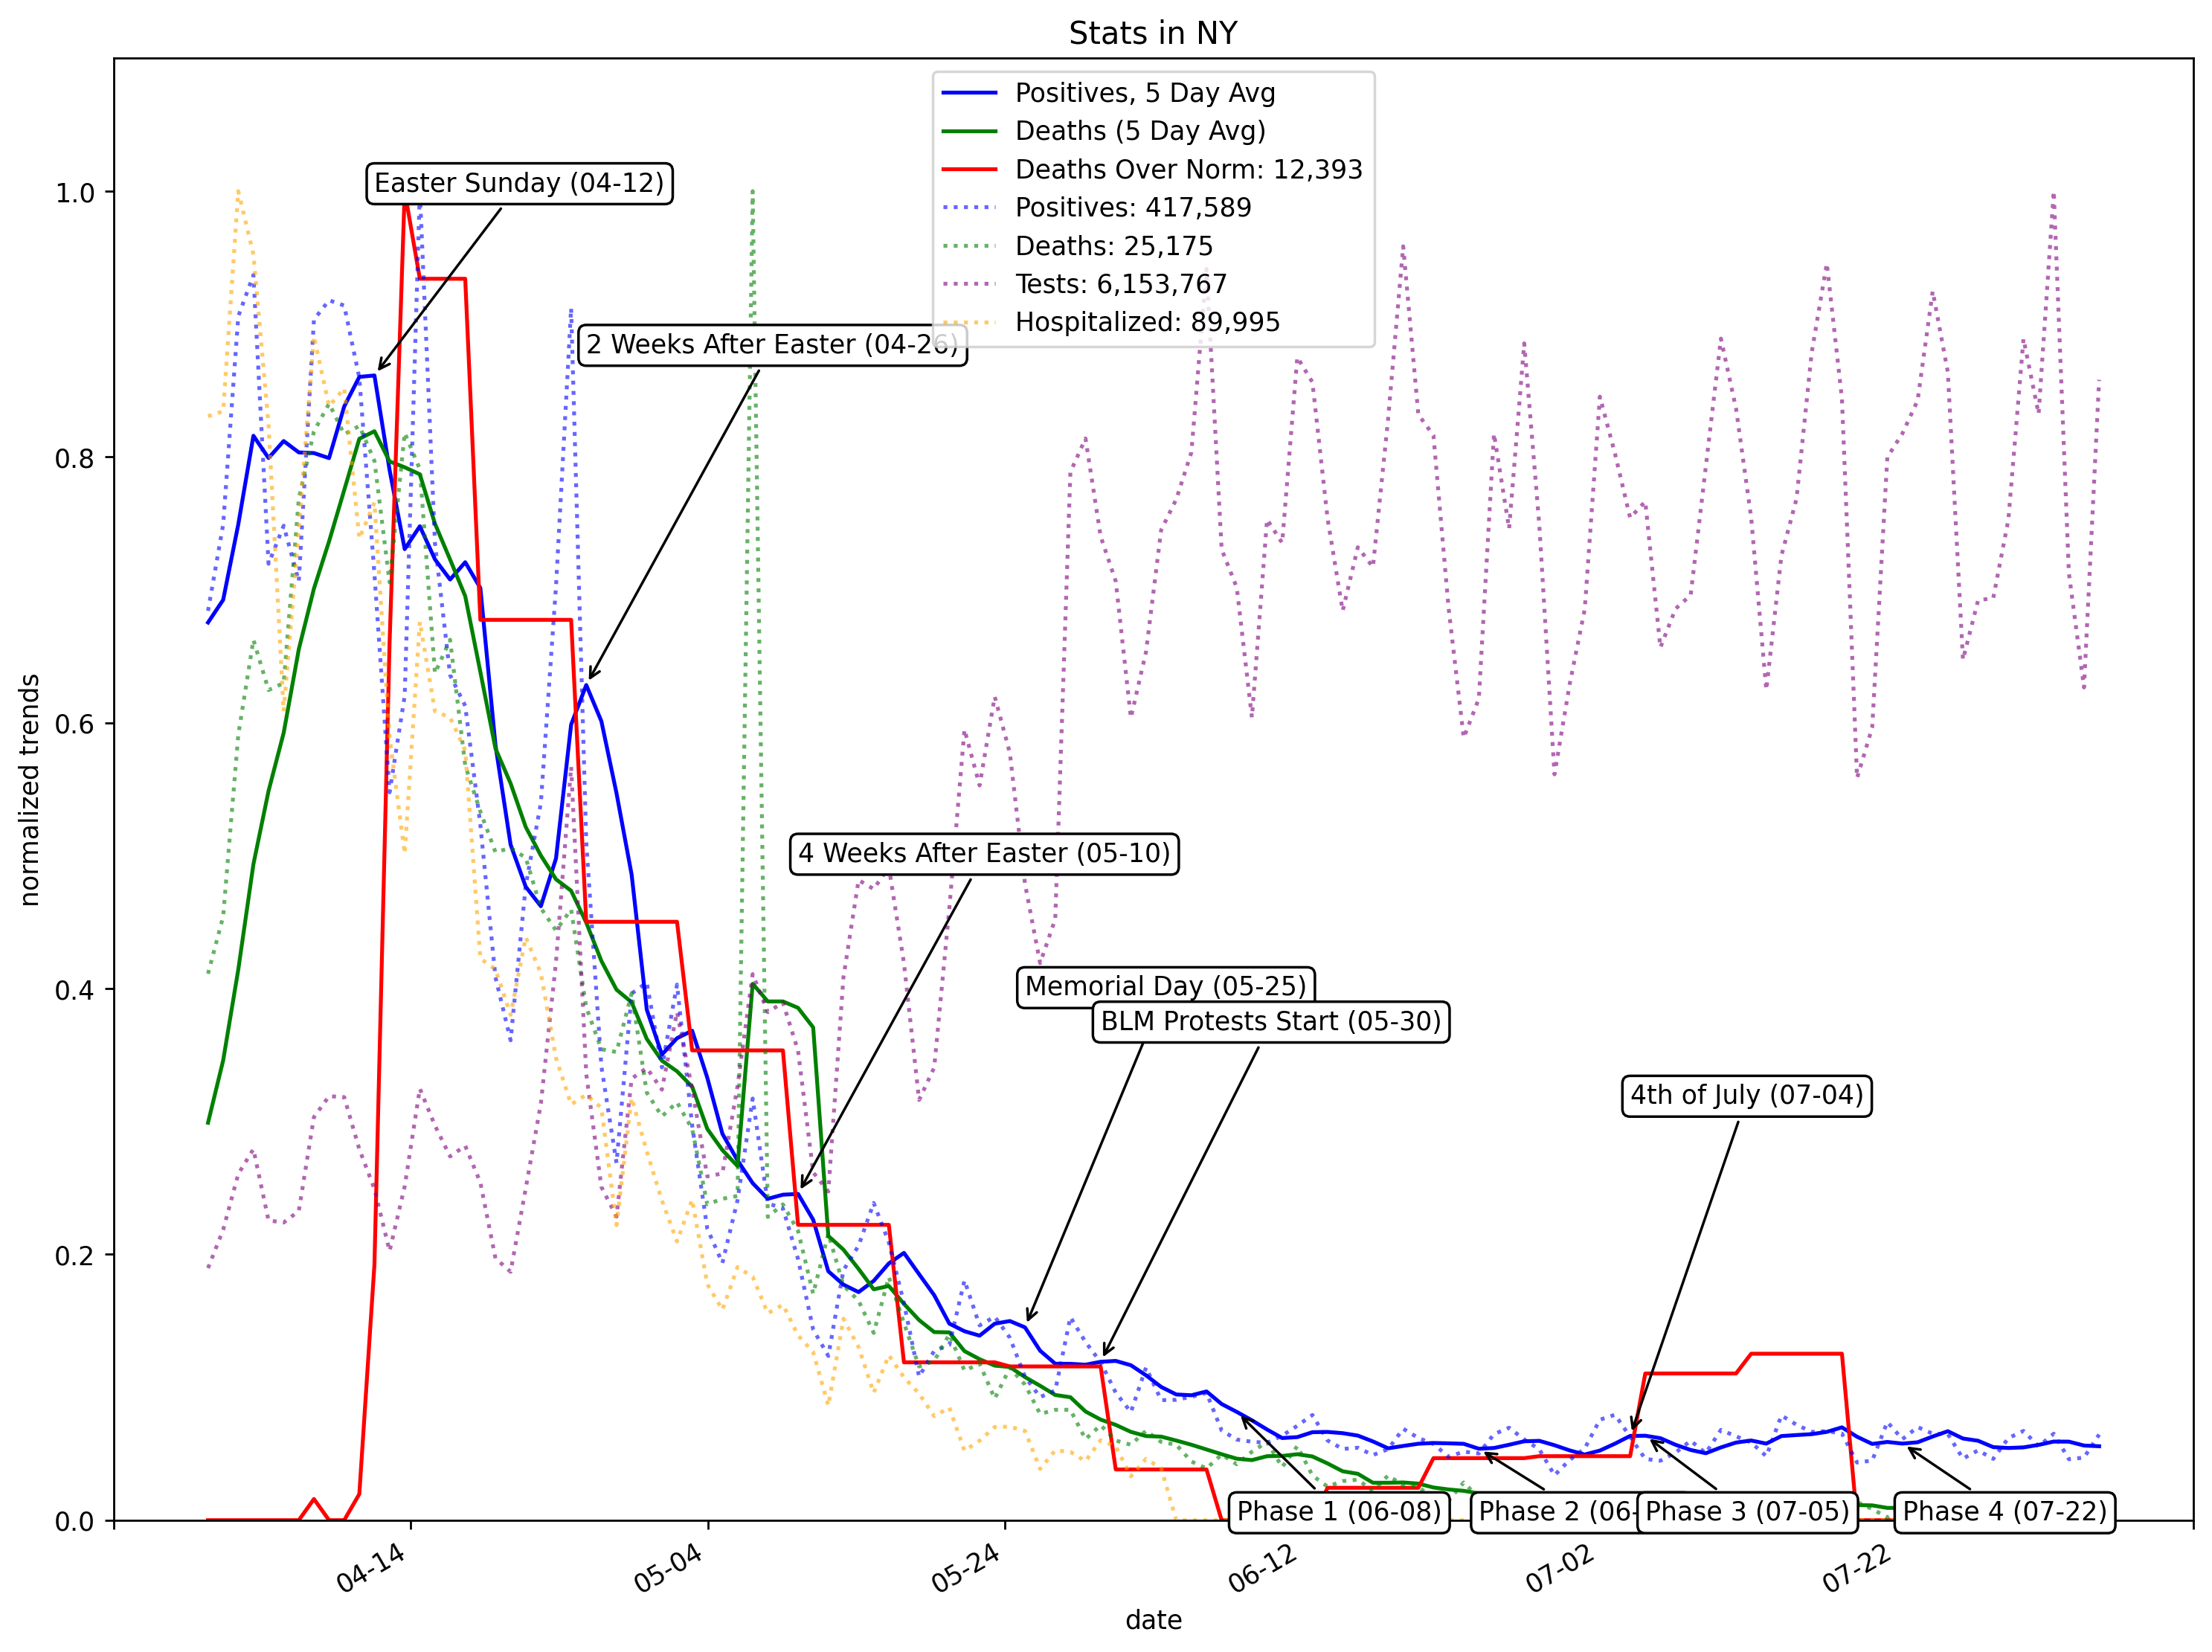 Stats in NY
Positives, 5 Day Avg
Deaths (5 Day Avg)
Deaths Over Norm: 12,393
Positives: 417,589
Deaths: 25,175
Tests: 6,153,767
Hospitalized: 89,995
Easter Sunday (04-12)
2 Weeks After Easter (04-26)
4 Weeks After Easter (05-10)
Memorial Day (05-25)
BLM Protests Start (05-30)
4th of July (07-04)
Phase 1 (06-08)
Phase 2 (06-
Phase 3 (07-05)
Phase 4 (07-22)
1.0
0.8
0.6
0.4
0.2
0.0
normalized trends
04-14
05-04
05-24
06-12
07-02
07-22
date